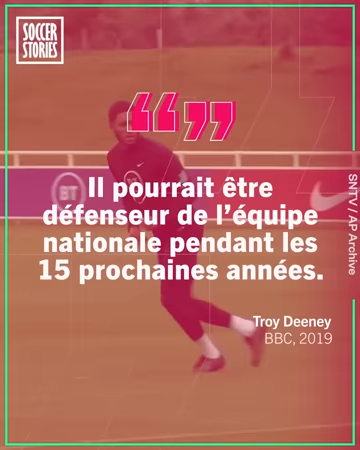 SOCCER
STORIES
BT
Il pourrait être
défenseur de l'équipe
nationale pendant les
15 prochaines années.
Troy Deeney
BBC, 2019
SNTV / AP Archive